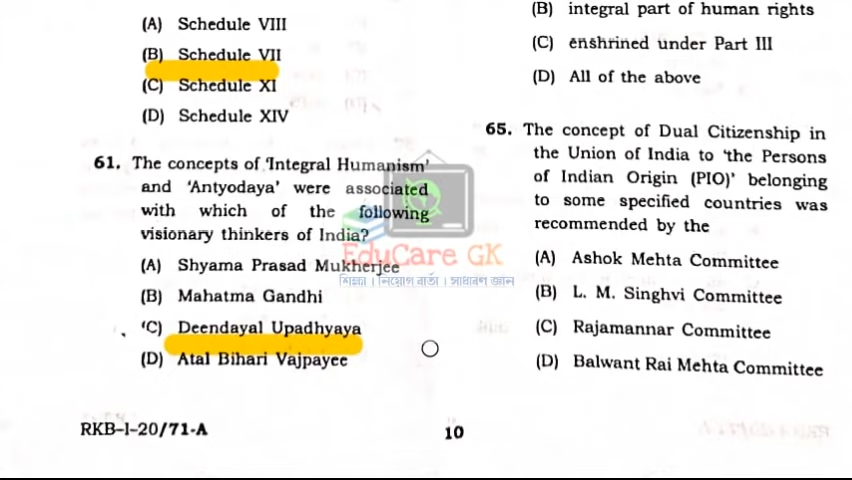 (A) Schedule VIII
(B) Schedule VII
(C) Schedule XI
(D) Schedule XIV
61. The concepts of 'Integral Humanism'
and 'Antyodaya' were associated
with which of the following
visionary thinkers of India?
(A) Shyama Prasad Mukherjee
(B) Mahatma Gandhi
(C) Deendayal Upadhyaya
(D) Atal Bihari Vajpayee
(B) integral part of human rights
(C) enshrined under Part III
(D) All of the above
65. The concept of Dual Citizenship in
the Union of India to 'the Persons
of Indian Origin (PIO)' belonging
to some specified countries was
recommended by the
(A) Ashok Mehta Committee
(B) L. M. Singhvi Committee
(C) Rajamannar Committee
(D) Balwant Rai Mehta Committee
EduCare GK
শিক্ষা | নিয়োগ বার্তা | সাধারণ জ্ঞান
RKB-I-20/71-A
10